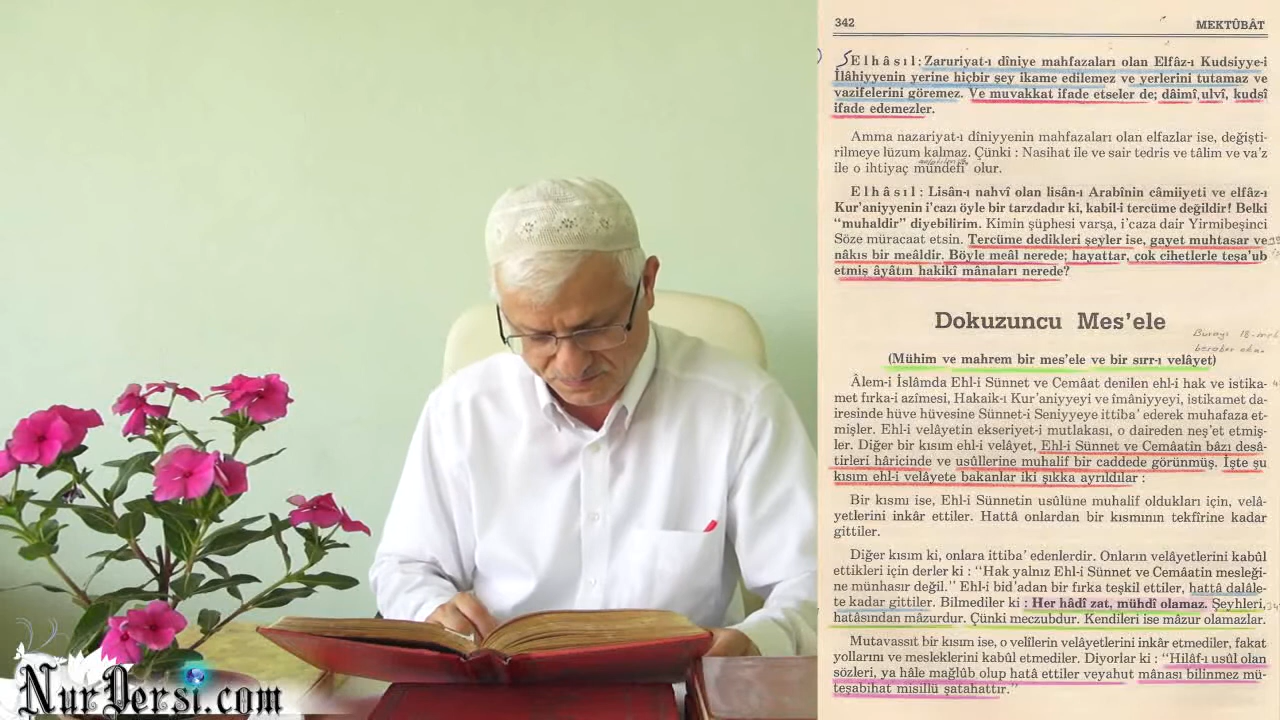 342 MEKTÛBÂT
Elhâsıl: Zaruriyat-ı dîniye mahfazaları olan Elfâz-ı Kudsiyye-i
İlâhiyyenin yerine hiçbir şey ikame edilemez ve yerlerini tutamaz ve
vazifelerini göremez. Ve muvakkat ifade etseler de; dâimî, ulvî, kudsî
ifade edemezler.
Amma nazariyat-ı dîniyyenin mahfazaları olan elfazlar ise, değişti-
rilmeye lüzum kalmaz. Çünki : Nasihat ile ve sair tedris ve tâlim ve va'z
ile o ihtiyaç mündefi' olur.
Elhâsıl: Lisân-ı nahvî olan lisân-ı Arabînin câmiiyeti ve elfâz-ı
Kur'aniyyenin i'cazı öyle bir tarzdadır ki, kabil-i tercüme değildir! Belki
"muhaldir" diyebilirim. Kimin şüphesi varsa, i'caza dair Yirmibeşinci
Söze müracaat etsin. Tercüme dedikleri şeyler ise, gayet muhtasar ve
nâkıs bir meâldir. Böyle meâl nerede; hayattar, çok cihetlerle teşa'ub
etmiş âyâtın hakikî mânaları nerede?
Dokuzuncu Mes'ele
Burayı 18. mek
beraber oku.
(Mühim ve mahrem bir mes'ele ve bir sırr-ı velâyet)
Âlem-i İslâmda Ehl-i Sünnet ve Cemâat denilen ehl-i hak ve istika-
met fırka-i azîmesi, Hakaik-ı Kur'aniyyeyi ve îmâniyyeyi, istikamet da-
iresinde hüve hüvesine Sünnet-i Seniyyeye ittiba' ederek muhafaza et-
mişler. Ehl-i velâyetin ekseriyet-i mutlakası, o daireden neş'et etmiş-
ler. Diğer bir kısım ehl-i velâyet, Ehl-i Sünnet ve Cemâatin bâzı desâ-
tirleri hâricinde ve usûllerine muhalif bir caddede görünmüş. İşte şu
kısım ehl-i velâyete bakanlar iki şıkka ayrıldılar :
Bir kısmı ise, Ehl-i Sünnetin usûlüne muhalif oldukları için, velâ-
yetlerini inkâr ettiler. Hattâ onlardan bir kısmının tekfirine kadar
gittiler.
Diğer kısım ki, onlara ittiba' edenlerdir. Onların velâyetlerini kabûl
ettikleri için derler ki : "Hak yalnız Ehl-i Sünnet ve Cemâatin mesleği-
ne münhasır değil." Ehl-i bid'adan bir fırka teşkil ettiler, hattâ dalâle-
te kadar gittiler. Bilmediler ki : Her hâdî zat, mühdî olamaz. Şeyhleri,
hatâsından mâzurdur. Çünki meczubdur. Kendileri ise mâzur olamazlar.
Mutavassıt bir kısım ise, o velîlerin velâyetlerini inkâr etmediler, fakat
yollarını ve mesleklerini kabûl etmediler. Diyorlar ki : "Hilâf-ı usûl olan
sözleri, ya hâle mağlûb olup hatâ ettiler veyahut mânası bilinmez mü-
teşabihat misillü şatahattır."
NurDersi.com